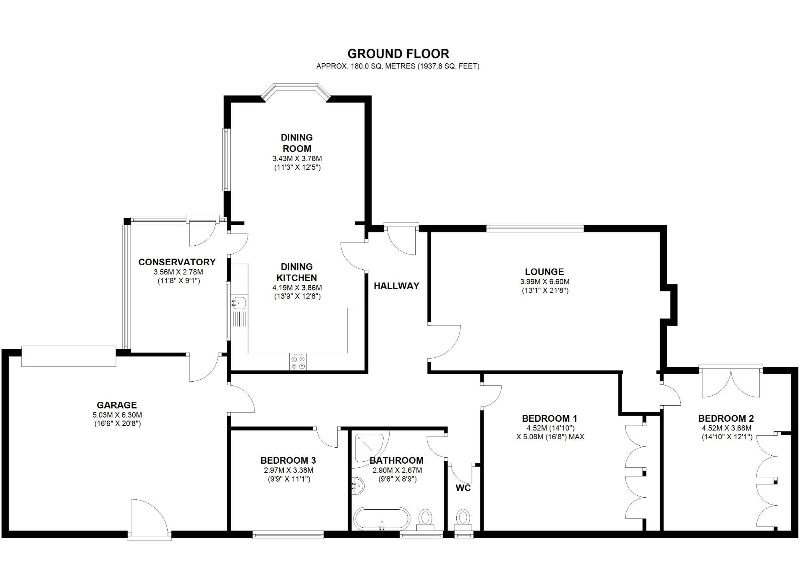 GROUND FLOOR
APPROX. 180.0 SQ. METRES (1937.8 SQ. FEET)
DINING
ROOM
3.43M X 3.78M
(11'3" X 12'5")
CONSERVATORY
3.56M X 2.78M
(11'8" X 9'1")
DINING
KITCHEN
4.19M X 3.86M
(13'9" X 12'8")
HALLWAY
LOUNGE
3.99M X 6.60M
(13'1" X 21'8")
GARAGE
5.03M X 6.30M
(16'6" X 20'8")
BEDROOM 1
4.52M (14'10")
X 5.08M (16'8") MAX
BEDROOM 2
4.52M X 3.68M
(14'10" X 12'1")
BEDROOM 3
2.97M X 3.38M
(9'9" X 11'1")
BATHROOM
2.90M X 2.67M
(9'6" X 8'9")
WC